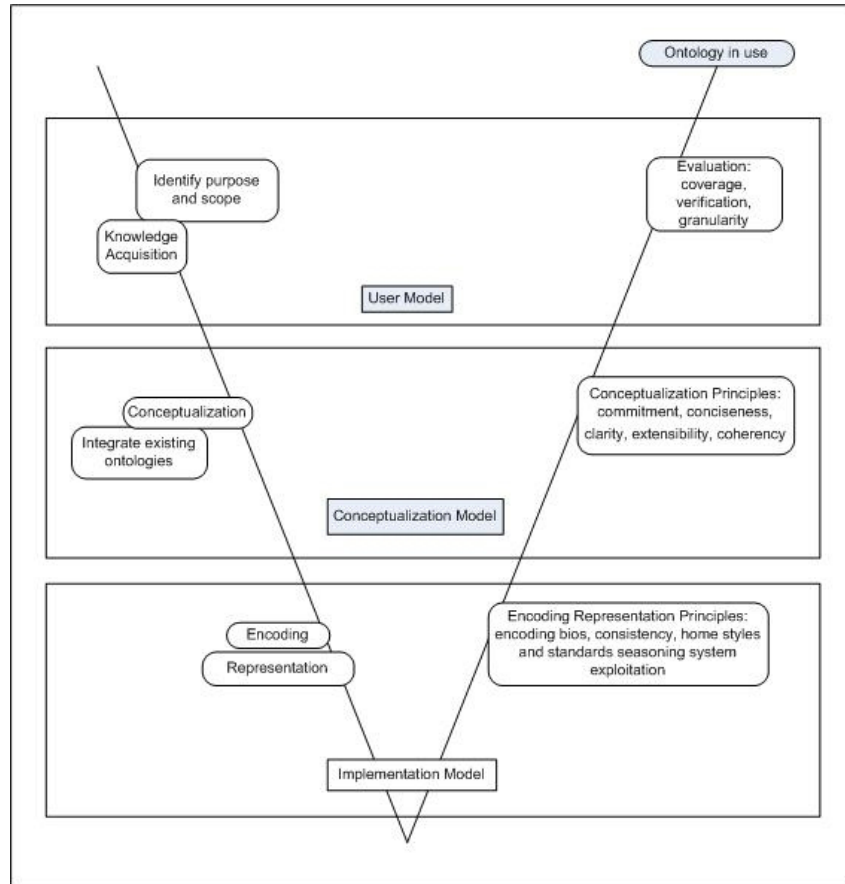 Ontology in use
Identify purpose
and scope
Knowledge
Acquisition
Evaluation:
coverage,
verification,
granularity
User Model
Conceptualization
Integrate existing
ontologies
Conceptualization Principles:
commitment, conciseness,
clarity, extensibility, coherency
Conceptualization Model
Encoding
Representation
Encoding Representation Principles:
encoding bios, consistency, home styles
and standards seasoning system
exploitation
Implementation Model